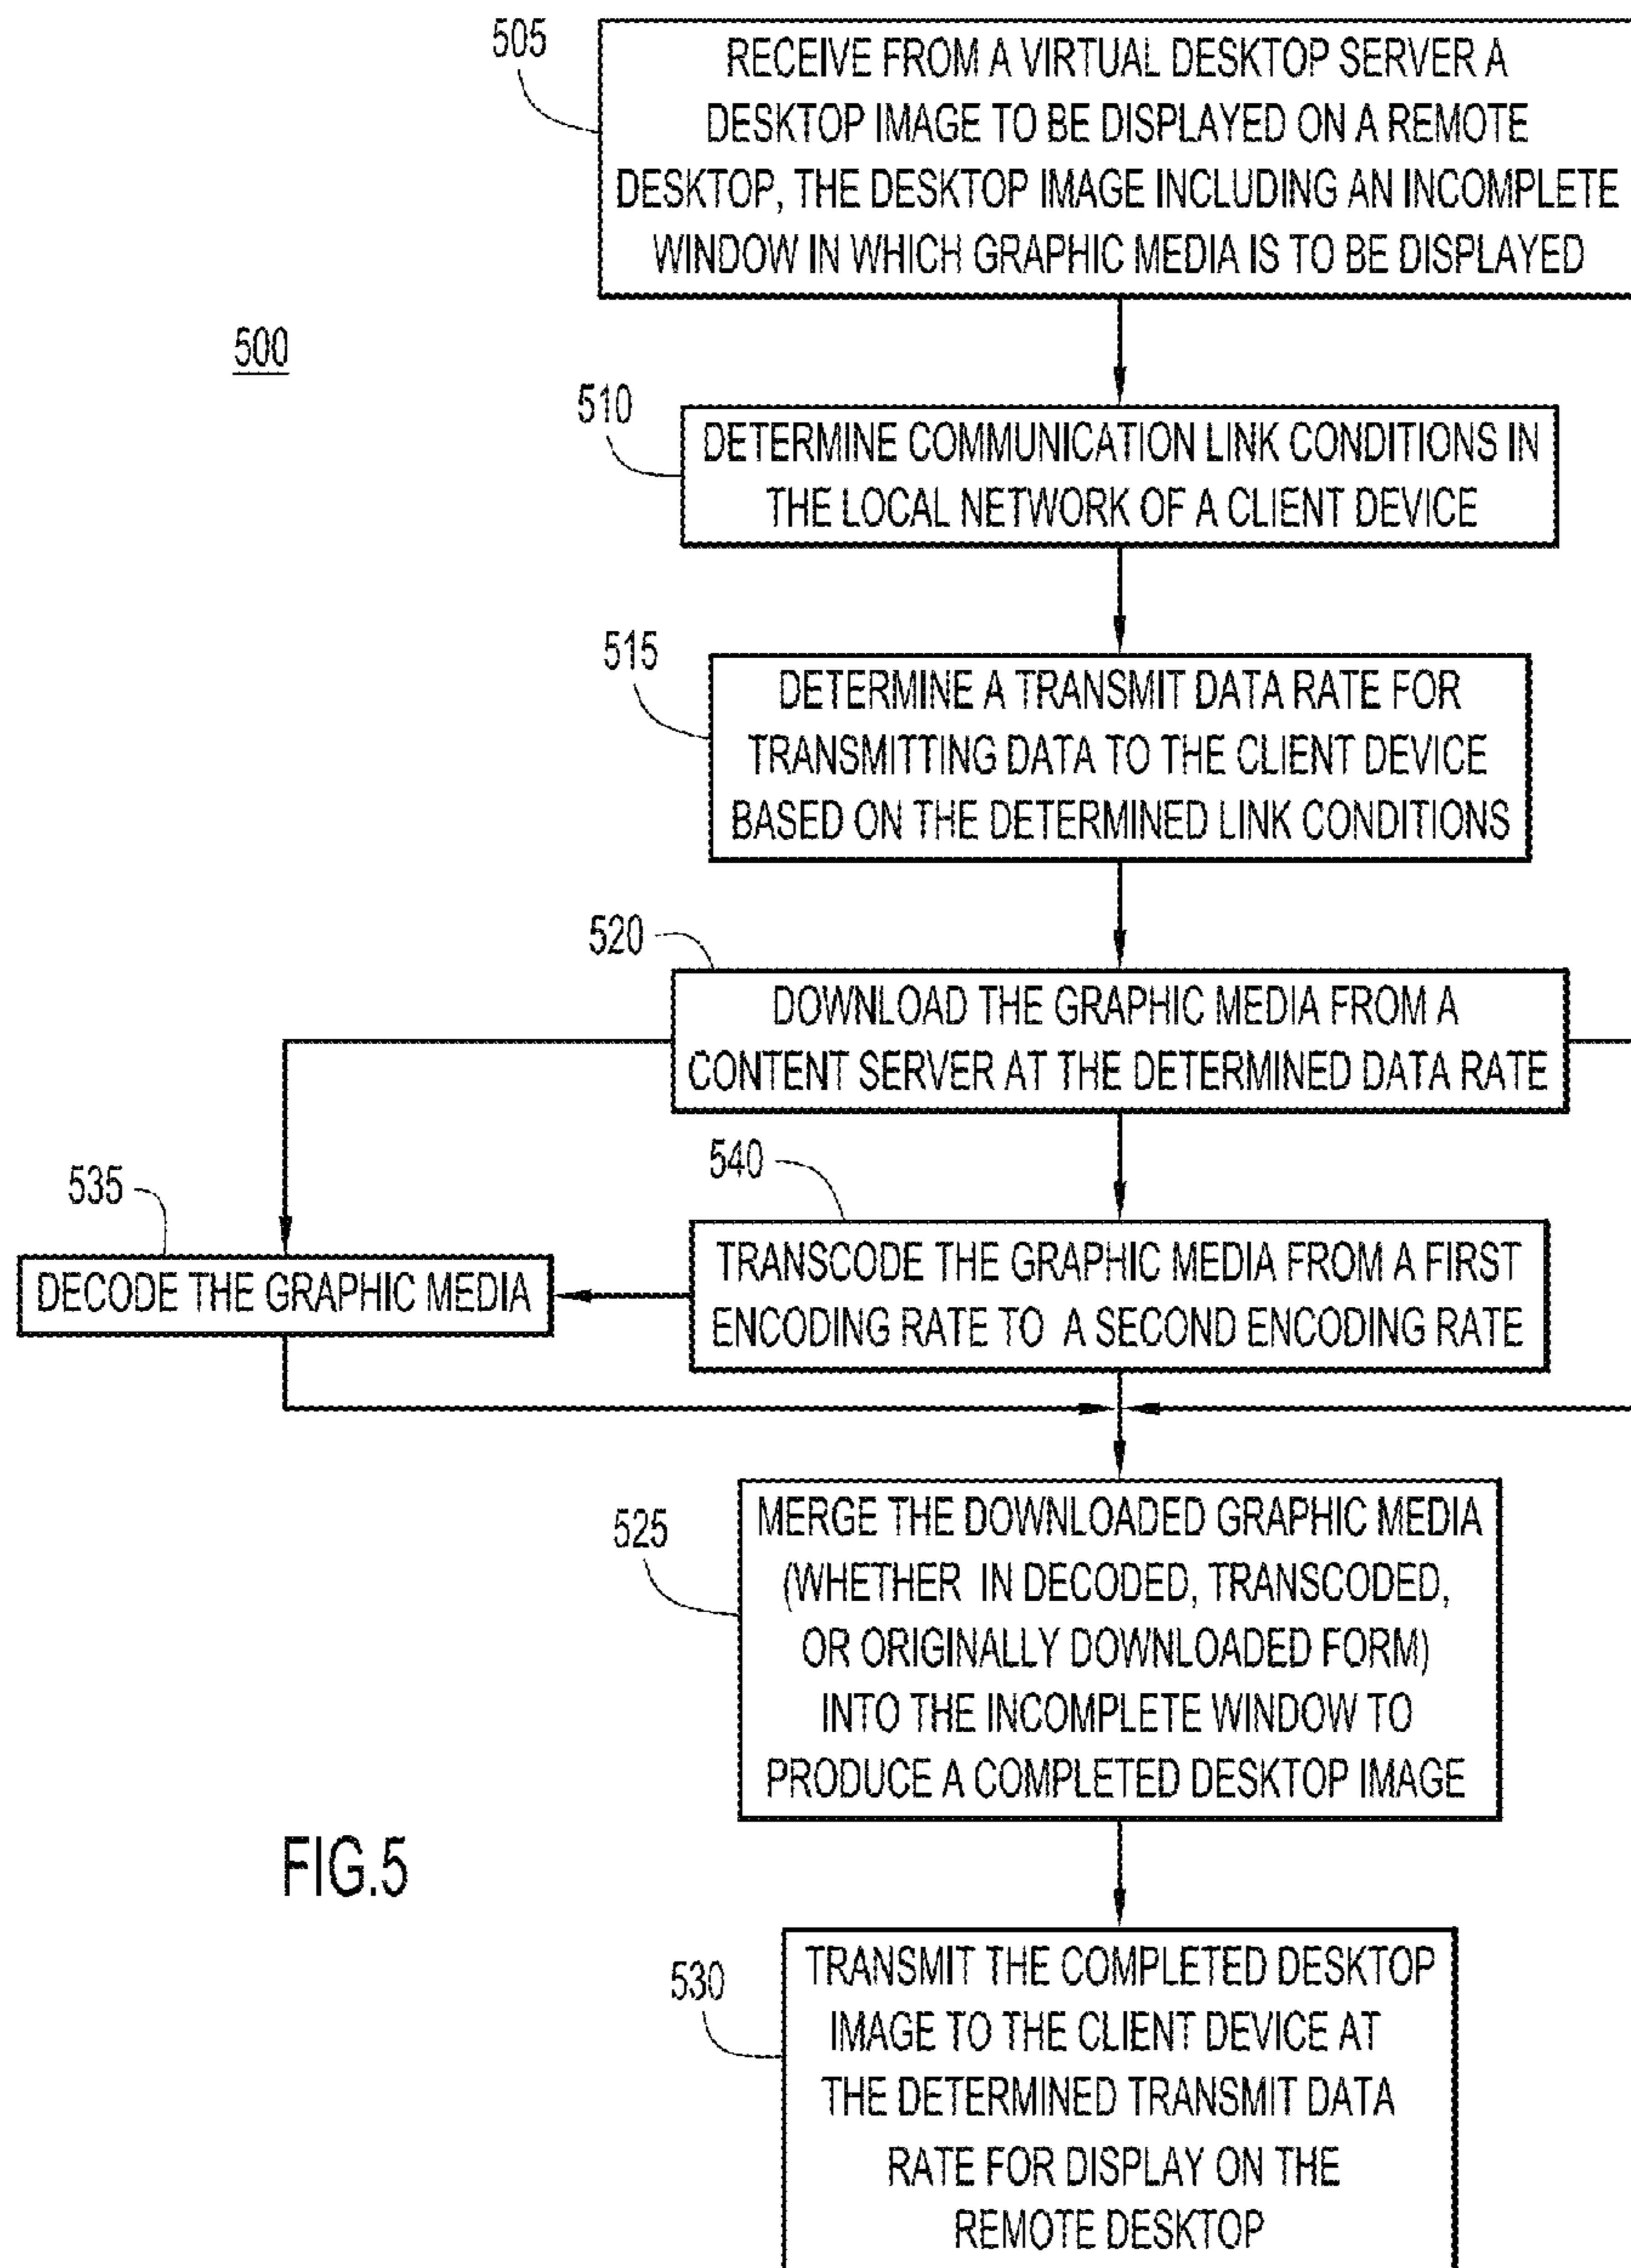 505
RECEIVE FROM A VIRTUAL DESKTOP SERVER A
DESKTOP IMAGE TO BE DISPLAYED ON A REMOTE
DESKTOP, THE DESKTOP IMAGE INCLUDING AN INCOMPLETE
WINDOW IN WHICH GRAPHIC MEDIA IS TO BE DISPLAYED
500
510
DETERMINE COMMUNICATION LINK CONDITIONS IN
THE LOCAL NETWORK OF A CLIENT DEVICE
515
DETERMINE A TRANSMIT DATA RATE FOR
TRANSMITTING DATA TO THE CLIENT DEVICE
BASED ON THE DETERMINED LINK CONDITIONS
520
DOWNLOAD THE GRAPHIC MEDIA FROM A
CONTENT SERVER AT THE DETERMINED DATA RATE
535
DECODE THE GRAPHIC MEDIA
540
TRANSCODE THE GRAPHIC MEDIA FROM A FIRST
ENCODING RATE TO A SECOND ENCODING RATE
525
MERGE THE DOWNLOADED GRAPHIC MEDIA
(WHETHER IN DECODED, TRANSCODED,
OR ORIGINALLY DOWNLOADED FORM)
INTO THE INCOMPLETE WINDOW TO
PRODUCE A COMPLETED DESKTOP IMAGE
FIG.5
530
TRANSMIT THE COMPLETED DESKTOP
IMAGE TO THE CLIENT DEVICE AT
THE DETERMINED TRANSMIT DATA
RATE FOR DISPLAY ON THE
REMOTE DESKTOP